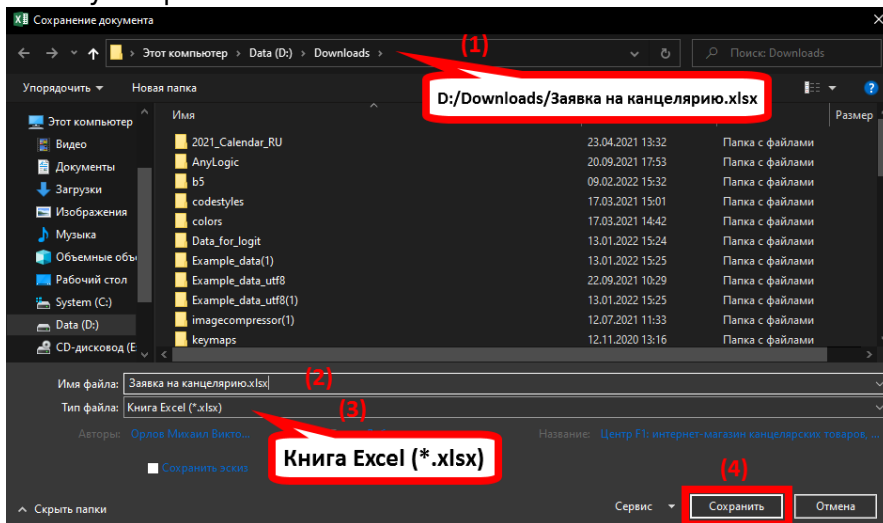 Сохранение документа
Этот компьютер > Data (D:) > Downloads >
(1)
Поиск: Downloads
Упорядочить
Новая папка
D:/Downloads/Заявка на канцелярию.xlsx
Имя
Размер
Этот компьютер
Видео
Документы
Загрузки
Изображения
Музыка
Объемные объ
Рабочий стол
System (C:)
Data (D:)
CD-дисковод (E
2021_Calendar_RU 23.04.2021 13:32 Папка с файлами
AnyLogic 20.09.2021 17:53 Папка с файлами
b5 09.02.2022 15:32 Папка с файлами
codestyles 17.03.2021 15:01 Папка с файлами
colors 17.03.2021 14:42 Папка с файлами
Data_for_logit 13.01.2022 15:24 Папка с файлами
Example_data(1) 13.01.2022 15:25 Папка с файлами
Example_data_utf8 22.09.2021 10:29 Папка с файлами
Example_data_utf8(1) 13.01.2022 15:25 Папка с файлами
imagecompressor(1) 12.07.2021 11:33 Папка с файлами
keymaps 12.11.2020 13:16 Папка с файлами
Имя файла: Заявка на канцелярию.xlsx (2)
Тип файла: Книга Excel (*.xlsx) (3)
Авторы: Орлов Михаил Викто...
Название: Центр F1: интернет-магазин канцелярских товаров, ...
Книга Excel (*.xlsx)
Сохранить эскиз
(4)
Скрыть папки
Сервис
Сохранить
Отмена